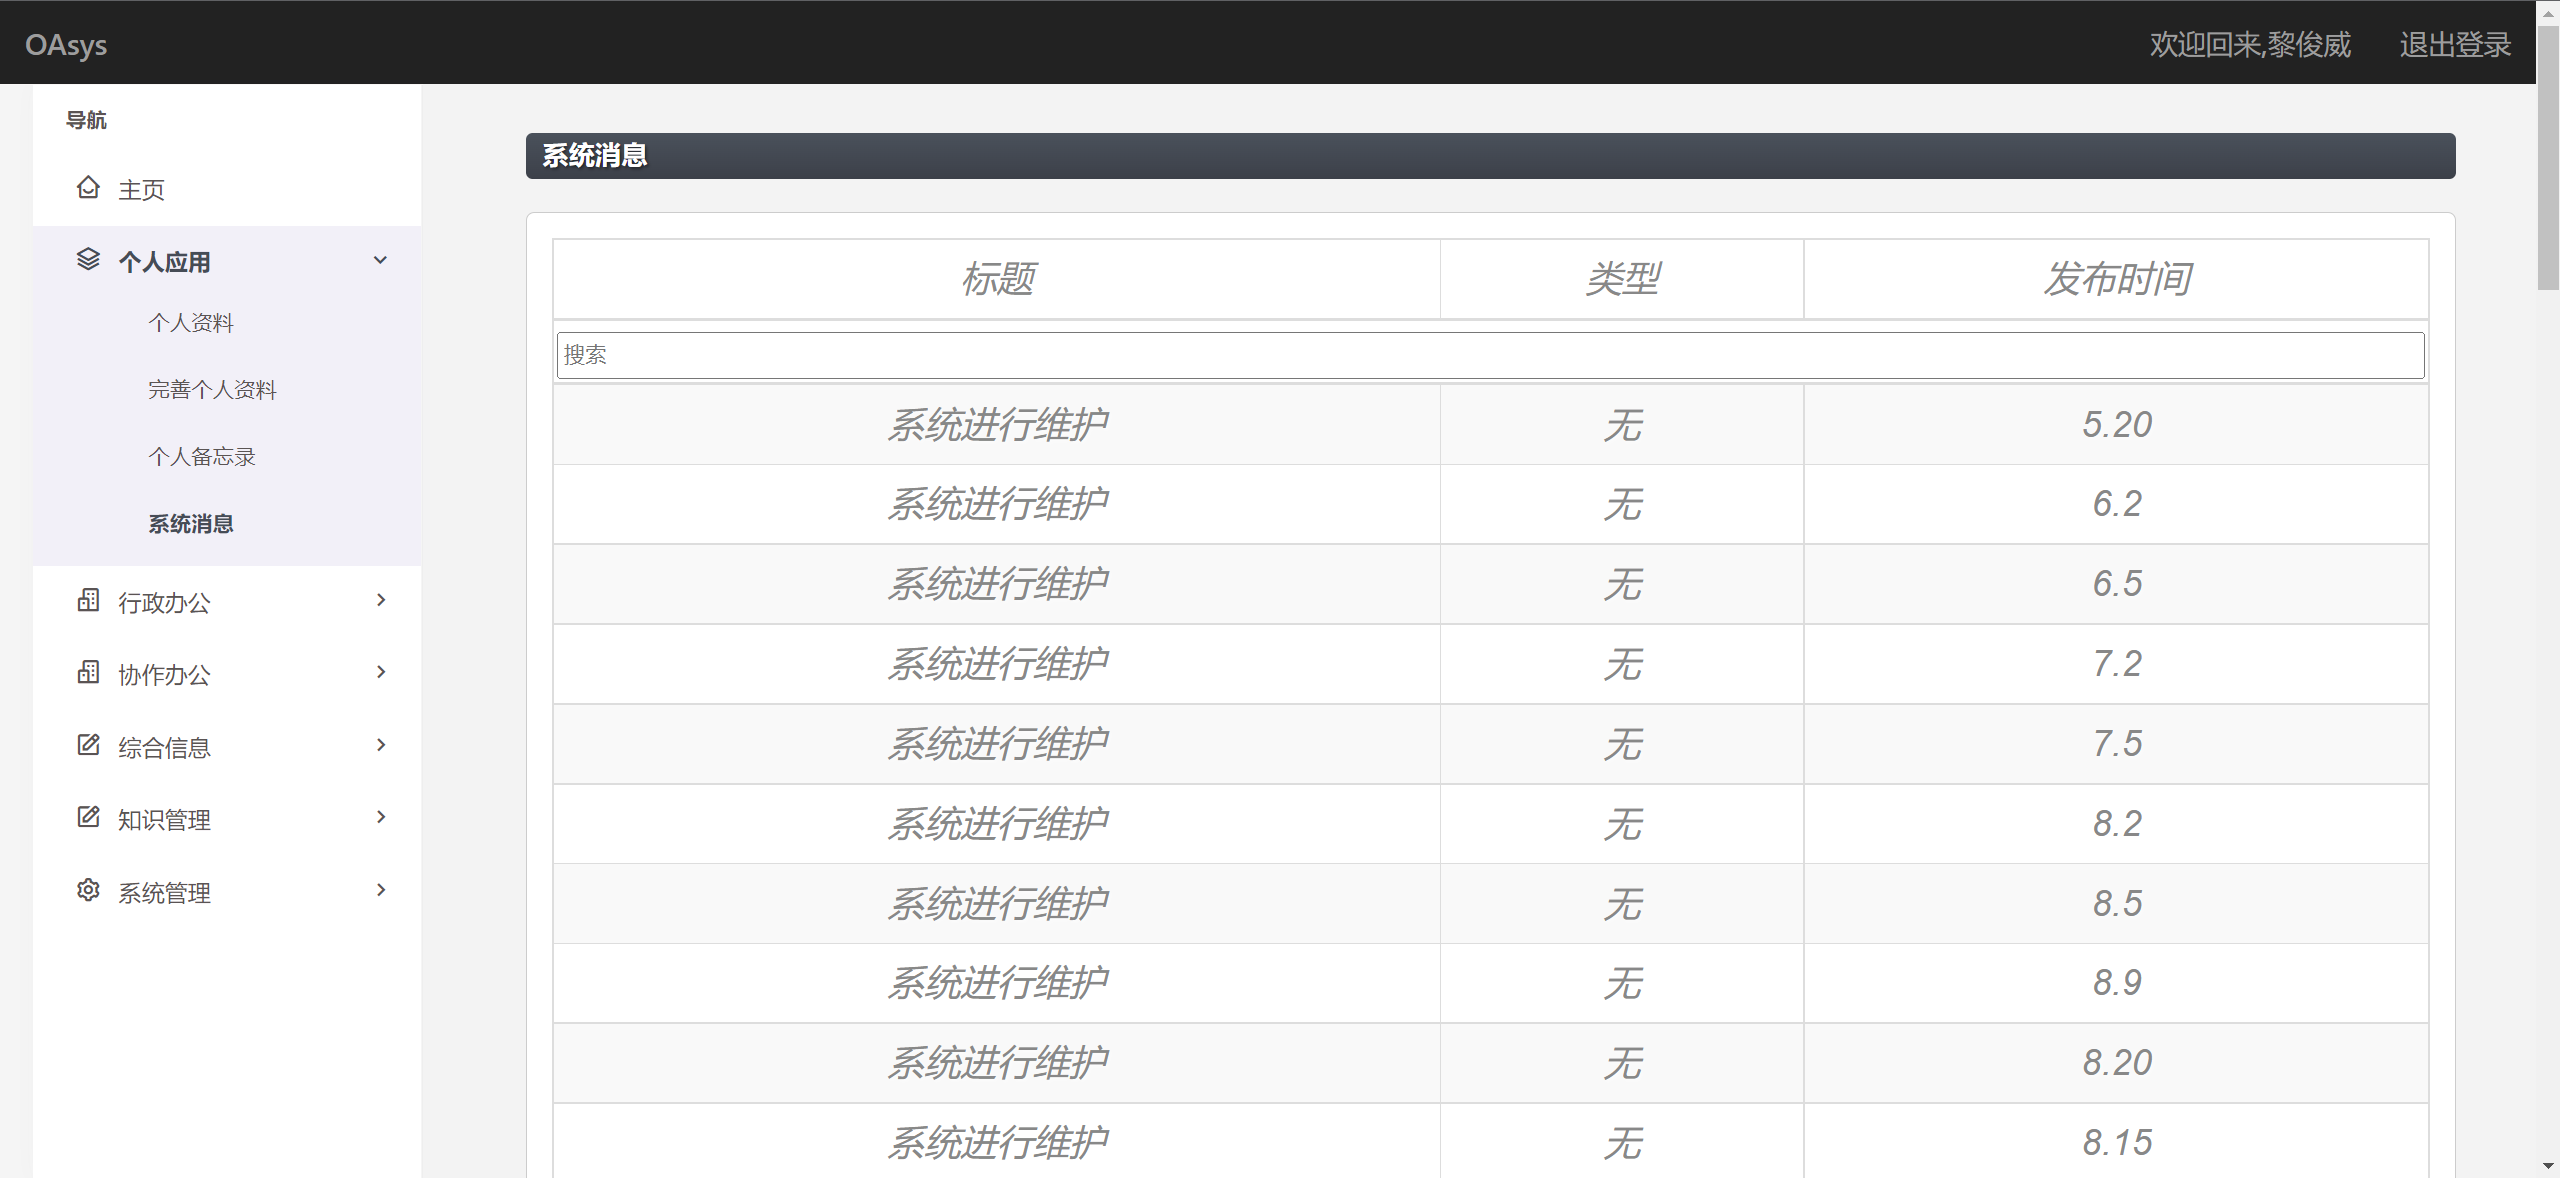 OAsys
欢迎回来,黎俊威 退出登录
导航
主页
个人应用
个人资料
完善个人资料
个人备忘录
系统消息
行政办公
协作办公
综合信息
知识管理
系统管理
系统消息
标题 类型 发布时间
搜索
系统进行维护 无 5.20
系统进行维护 无 6.2
系统进行维护 无 6.5
系统进行维护 无 7.2
系统进行维护 无 7.5
系统进行维护 无 8.2
系统进行维护 无 8.5
系统进行维护 无 8.9
系统进行维护 无 8.20
系统进行维护 无 8.15